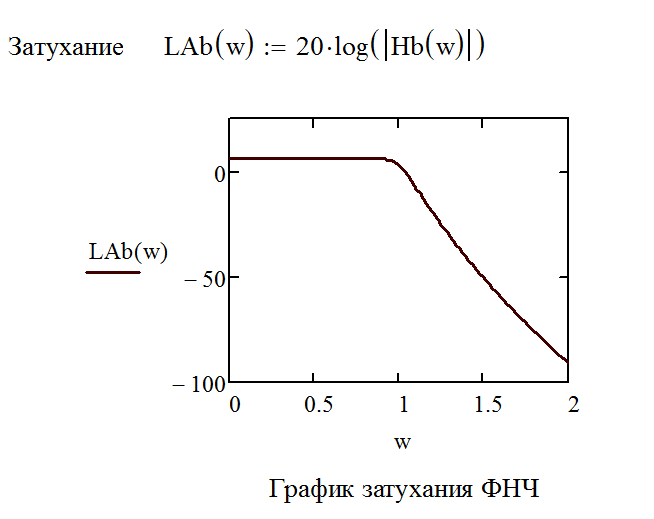 Затухание LAb(w) := 20·log(|Hb(w)|)
0
LAb(w)
− 50
− 100
0 0.5 1 1.5 2
w
График затухания ФНЧ